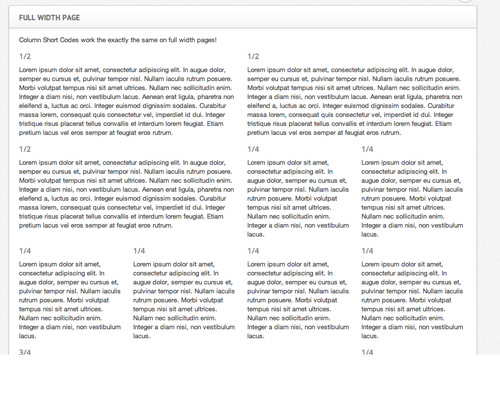 FULL WIDTH PAGE
Column Short Codes work the exactly the same on full width pages!
1/2
Lorem ipsum dolor sit amet, consectetur adipiscing elit. In augue dolor,
semper eu cursus et, pulvinar tempor nisl. Nullam iaculis rutrum posuere.
Morbi volutpat tempus nisi sit amet ultrices. Nullam nec sollicitudin enim.
Integer a diam nisi, non vestibulum lacus. Aenean erat ligula, pharetra non
eleifend a, luctus ac orci. Integer euismod dignissim sodales. Curabitur
massa lorem, consequat quis consectetur vel, imperdiet id dui. Integer
tristique risus placerat tellus convallis et interdum lorem feugiat. Etiam
pretium lacus vel eros semper at feugiat eros rutrum.
1/2
Lorem ipsum dolor sit amet, consectetur adipiscing elit. In augue dolor,
semper eu cursus et, pulvinar tempor nisl. Nullam iaculis rutrum posuere.
Morbi volutpat tempus nisi sit amet ultrices. Nullam nec sollicitudin enim.
Integer a diam nisi, non vestibulum lacus. Aenean erat ligula, pharetra non
eleifend a, luctus ac orci. Integer euismod dignissim sodales. Curabitur
massa lorem, consequat quis consectetur vel, imperdiet id dui. Integer
tristique risus placerat tellus convallis et interdum lorem feugiat. Etiam
pretium lacus vel eros semper at feugiat eros rutrum.
1/2
Lorem ipsum dolor sit amet, consectetur adipiscing elit. In augue dolor,
semper eu cursus et, pulvinar tempor nisl. Nullam iaculis rutrum posuere.
Morbi volutpat tempus nisi sit amet ultrices. Nullam nec sollicitudin enim.
Integer a diam nisi, non vestibulum lacus. Aenean erat ligula, pharetra non
eleifend a, luctus ac orci. Integer euismod dignissim sodales. Curabitur
massa lorem, consequat quis consectetur vel, imperdiet id dui. Integer
tristique risus placerat tellus convallis et interdum lorem feugiat. Etiam
pretium lacus vel eros semper at feugiat eros rutrum.
1/4
Lorem ipsum dolor sit amet,
consectetur adipiscing elit. In
augue dolor, semper eu cursus et,
pulvinar tempor nisl. Nullam iaculis
rutrum posuere. Morbi volutpat
tempus nisi sit amet ultrices.
Nullam nec sollicitudin enim.
Integer a diam nisi, non vestibulum
lacus.
1/4
Lorem ipsum dolor sit amet,
consectetur adipiscing elit. In
augue dolor, semper eu cursus et,
pulvinar tempor nisl. Nullam iaculis
rutrum posuere. Morbi volutpat
tempus nisi sit amet ultrices.
Nullam nec sollicitudin enim.
Integer a diam nisi, non vestibulum
lacus.
1/4
Lorem ipsum dolor sit amet,
consectetur adipiscing elit. In
augue dolor, semper eu cursus et,
pulvinar tempor nisl. Nullam iaculis
rutrum posuere. Morbi volutpat
tempus nisi sit amet ultrices.
Nullam nec sollicitudin enim.
Integer a diam nisi, non vestibulum
lacus.
1/4
Lorem ipsum dolor sit amet,
consectetur adipiscing elit. In
augue dolor, semper eu cursus et,
pulvinar tempor nisl. Nullam iaculis
rutrum posuere. Morbi volutpat
tempus nisi sit amet ultrices.
Nullam nec sollicitudin enim.
Integer a diam nisi, non vestibulum
lacus.
1/4
Lorem ipsum dolor sit amet,
consectetur adipiscing elit. In
augue dolor, semper eu cursus et,
pulvinar tempor nisl. Nullam iaculis
rutrum posuere. Morbi volutpat
tempus nisi sit amet ultrices.
Nullam nec sollicitudin enim.
Integer a diam nisi, non vestibulum
lacus.
1/4
Lorem ipsum dolor sit amet,
consectetur adipiscing elit. In
augue dolor, semper eu cursus et,
pulvinar tempor nisl. Nullam iaculis
rutrum posuere. Morbi volutpat
tempus nisi sit amet ultrices.
Nullam nec sollicitudin enim.
Integer a diam nisi, non vestibulum
lacus.
3/4
1/4